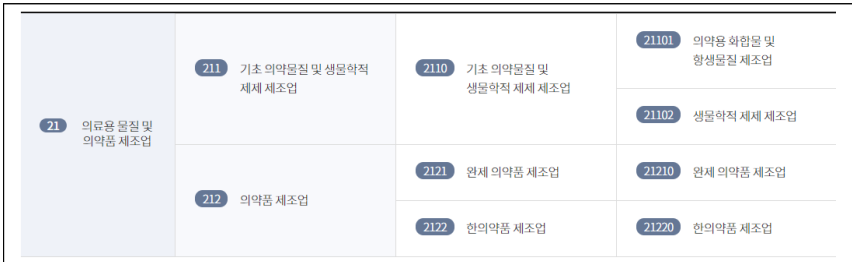 21 의료용 물질 및
의약품 제조업
211 기초 의약물질 및 생물학적
제제 제조업
2110 기초 의약물질 및
생물학적 제제 제조업
21101 의약용 화합물 및
항생물질 제조업
21102 생물학적 제제 제조업
212 의약품 제조업
2121 완제 의약품 제조업
21210 완제 의약품 제조업
2122 한의약품 제조업
21220 한의약품 제조업